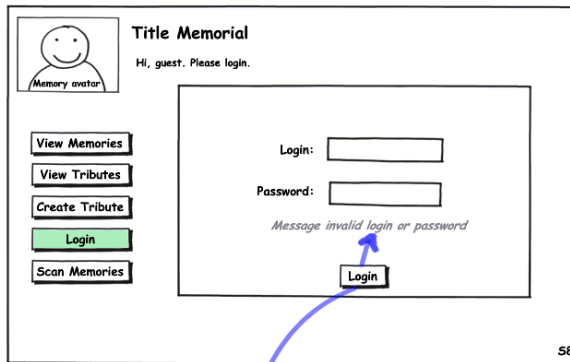 Title Memorial
Hi, guest. Please login.
Memory avatar
View Memories
View Tributes
Create Tribute
Login
Scan Memories
Login:
Password:
Message invalid login or password
Login